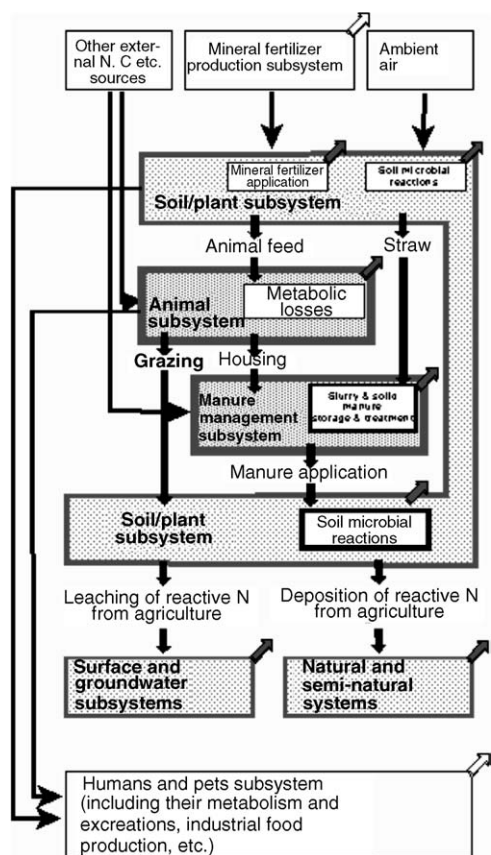 Other exter-
nal N. C etc.
sources
Mineral fertilizer
production subsystem
Ambient
air
Mineral fertilizer
application
Soil microbial
reactions
Soil/plant subsystem
Animal feed
Straw
Metabolic
losses
Animal
subsystem
Grazing
Housing
Manure
management
subsystem
Slurry & solid
manure
storage & treatment
Manure application
Soil/plant
subsystem
Soil microbial
reactions
Leaching of reactive N
from agriculture
Deposition of reactive N
from agriculture
Surface and
groundwater
subsystems
Natural and
semi-natural
systems
Humans and pets subsystem
(including their metabolism and
excreations, industrial food
production, etc.)